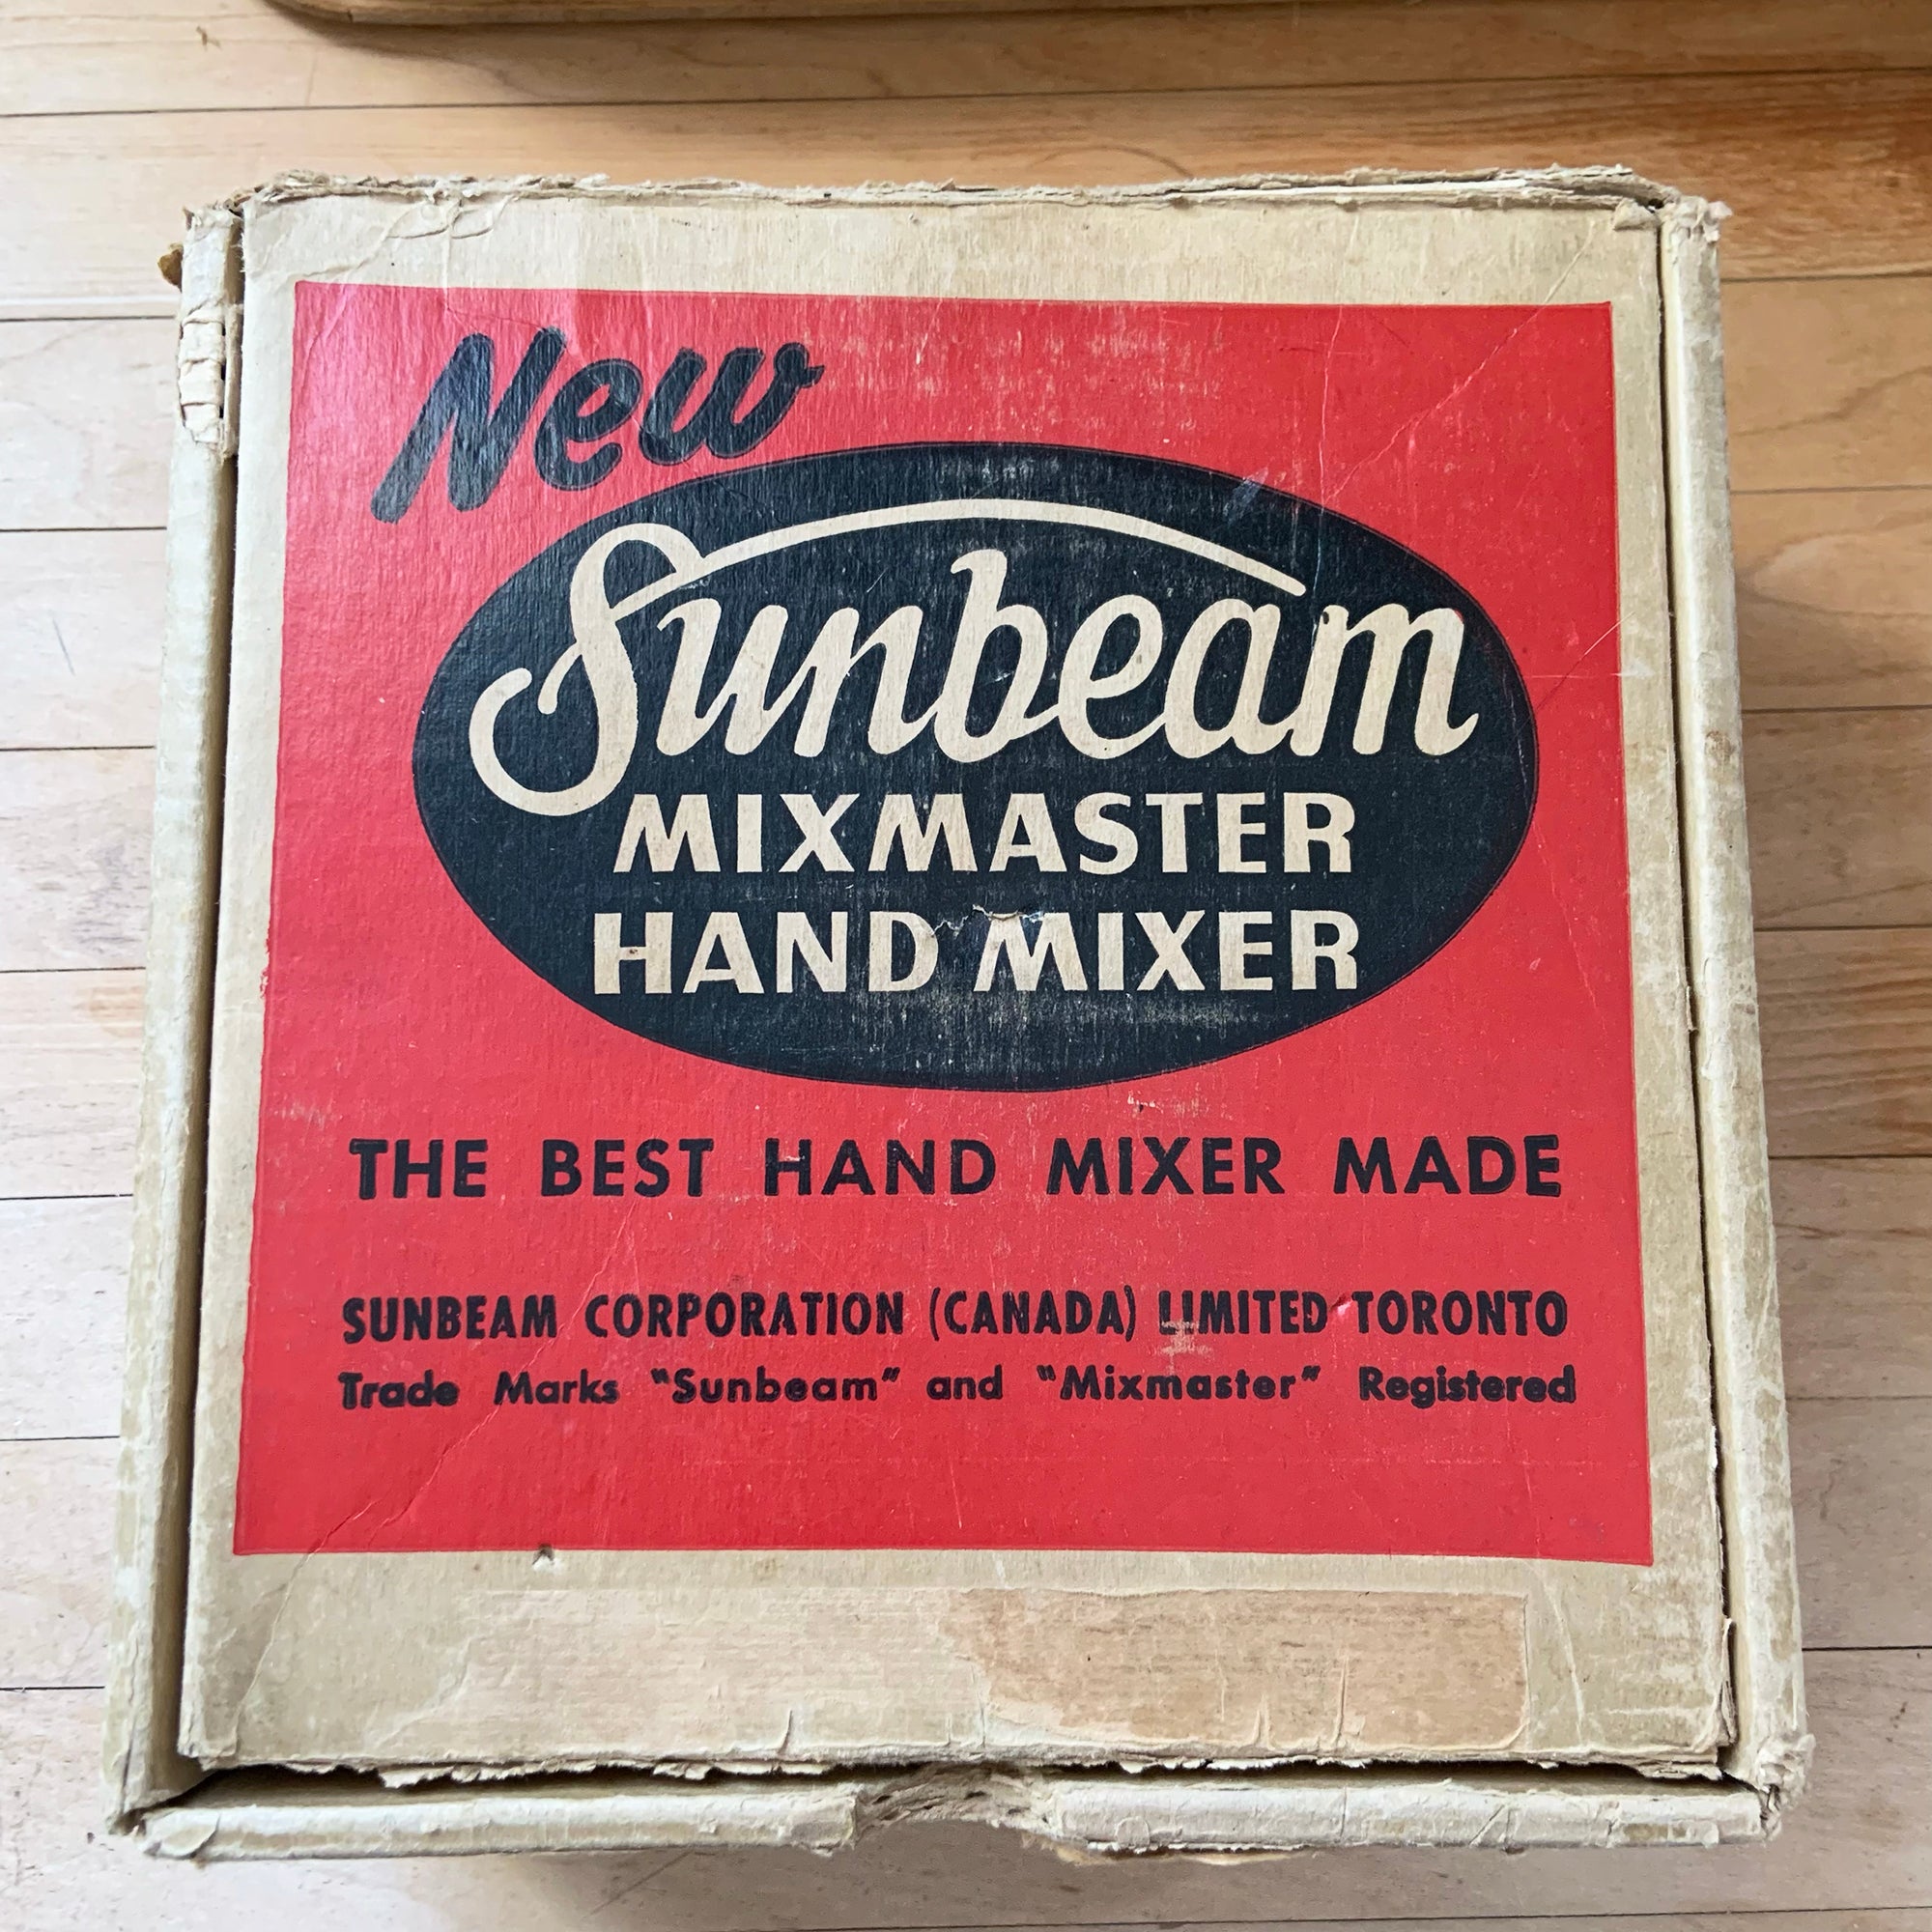 New
Sunbeam
MIXMASTER
HAND MIXER
THE BEST HAND MIXER MADE
SUNBEAM CORPORATION (CANADA) LIMITED TORONTO
Trade Marks "Sunbeam" and "Mixmaster" Registered